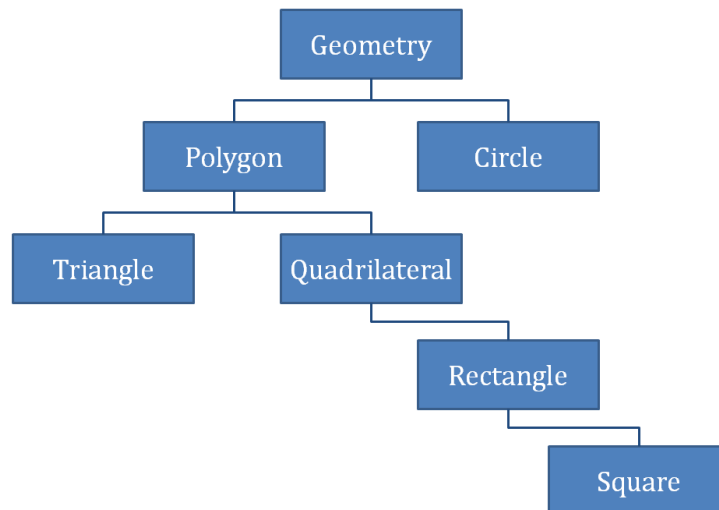 Geometry
Polygon
Circle
Triangle
Quadrilateral
Rectangle
Square